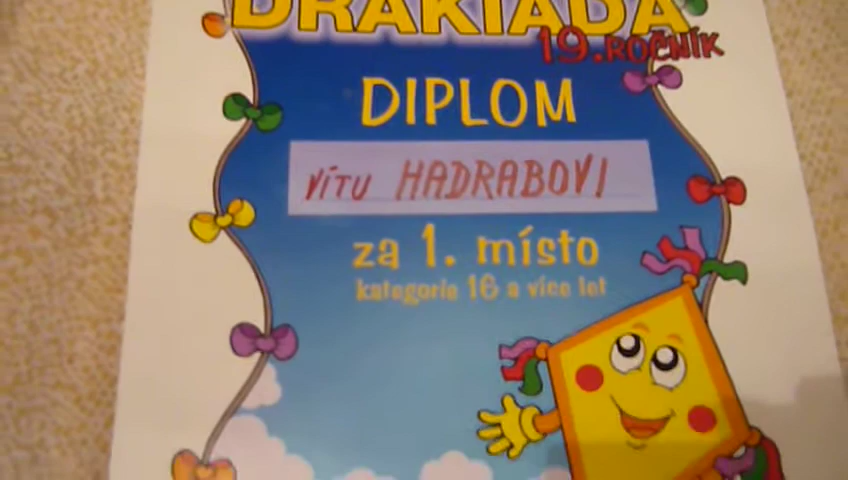 DRAKIÁDA
19. ROČNÍK
DIPLOM
VÍTU HADRABOVI
za 1. místo
kategorie 16 a více let